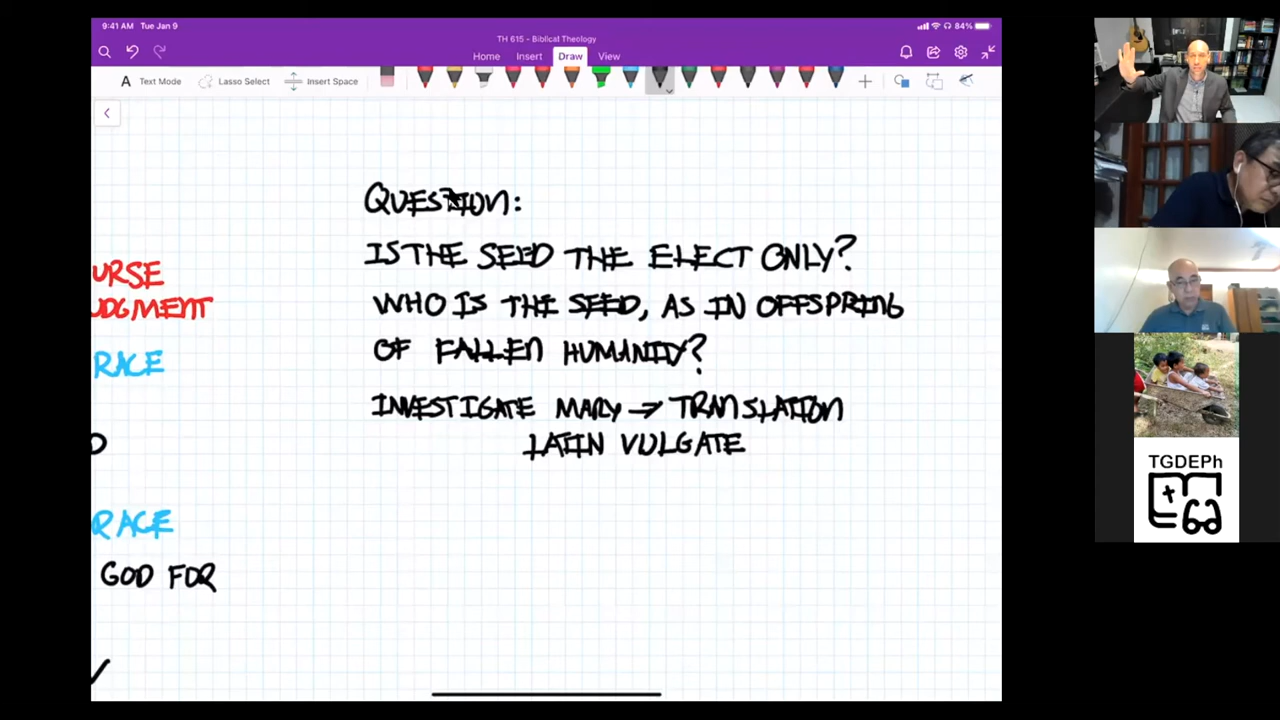 9:41 AM Tue Jan 9
84%
TH 615 - Biblical Theology
Home Insert Draw View
Text Mode Lasso Select Insert Space
QUESTION:
IS THE SEED THE ELECT ONLY?
WHO IS THE SEED, AS IN OFFSPRING
OF FALLEN HUMANITY?
INVESTIGATE MARY → TRANSLATION
LATIN VULGATE
URSE
UDGMENT
RACE
D
RACE
GOD FOR
TGDEPh